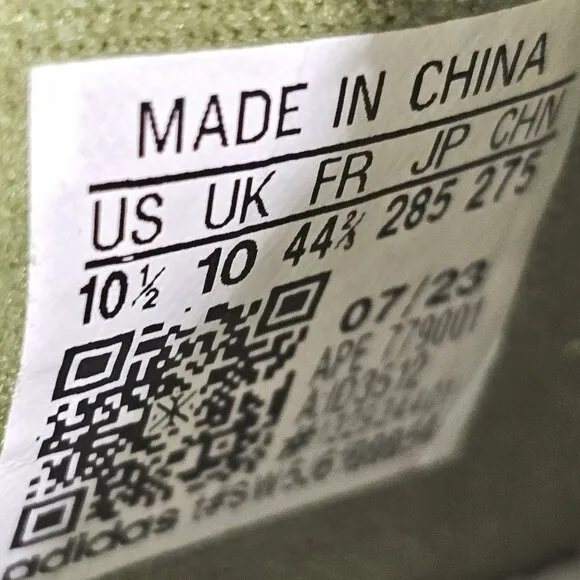 MADE IN CHINA
US UK FR JP CHN
10½ 10 44⅔ 285 275
07/23
APE 779001
adidas